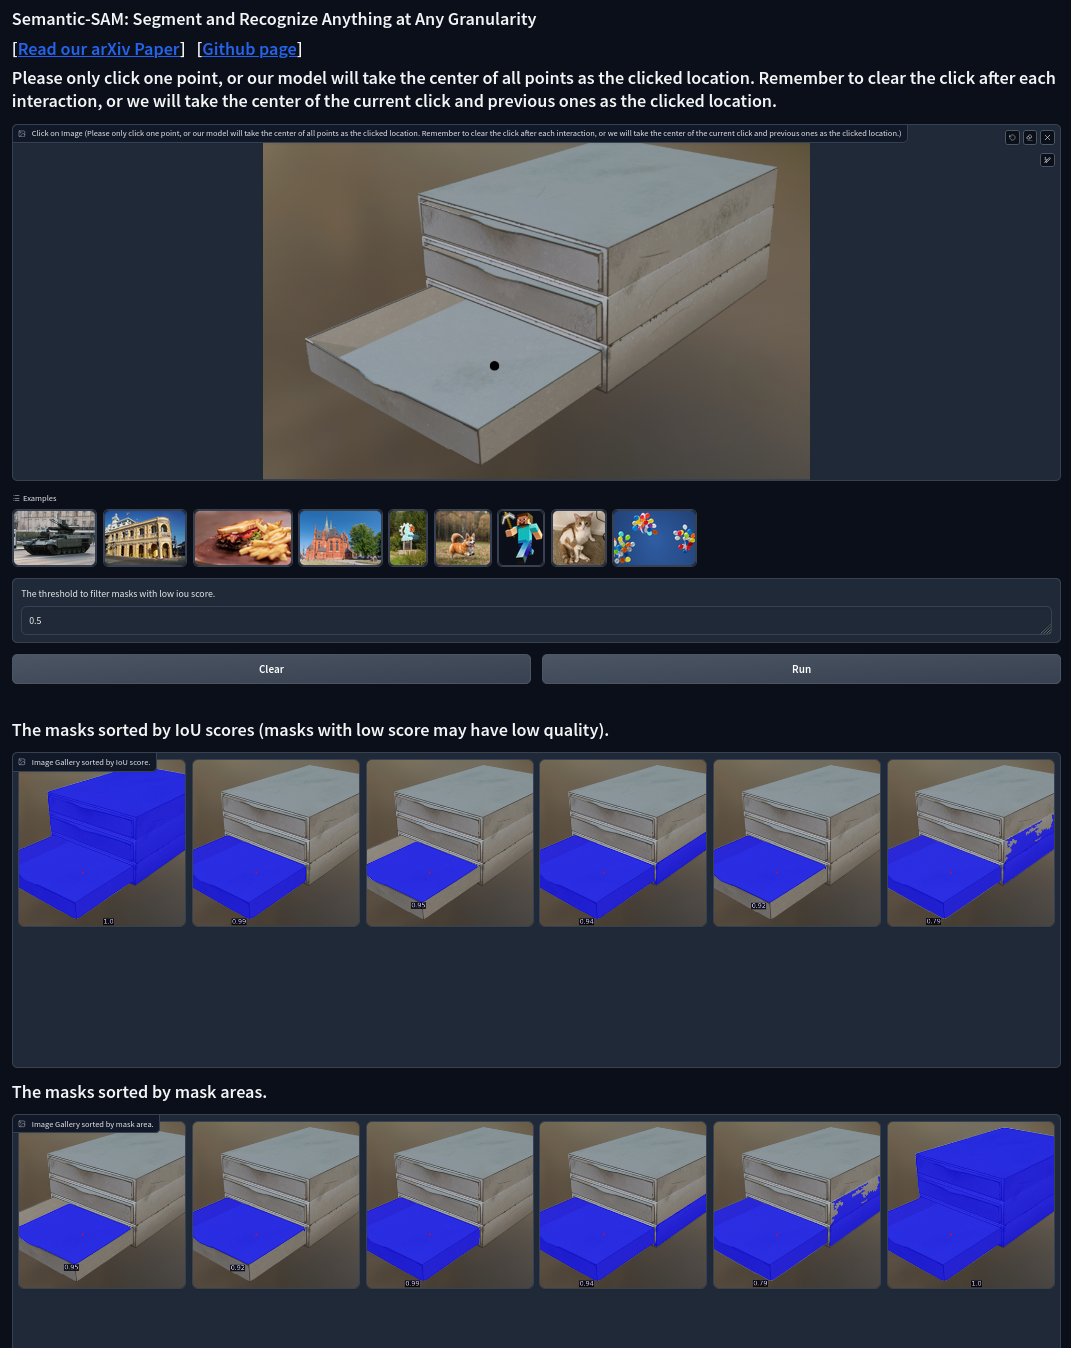 Semantic-SAM: Segment and Recognize Anything at Any Granularity
[Read our arXiv Paper] [Github page]
Please only click one point, or our model will take the center of all points as the clicked location. Remember to clear the click after each
interaction, or we will take the center of the current click and previous ones as the clicked location.
Click on Image (Please only click one point, or our model will take the center of all points as the clicked location. Remember to clear the click after each interaction, or we will take the center of the current click and previous ones as the clicked location.)
Examples
The threshold to filter masks with low iou score.
0.5
Clear Run
The masks sorted by IoU scores (masks with low score may have low quality).
Image Gallery sorted by IoU score.
1.0 0.99 0.95 0.94 0.92 0.79
The masks sorted by mask areas.
Image Gallery sorted by mask area.
0.95 0.92 0.99 0.94 0.79 1.0